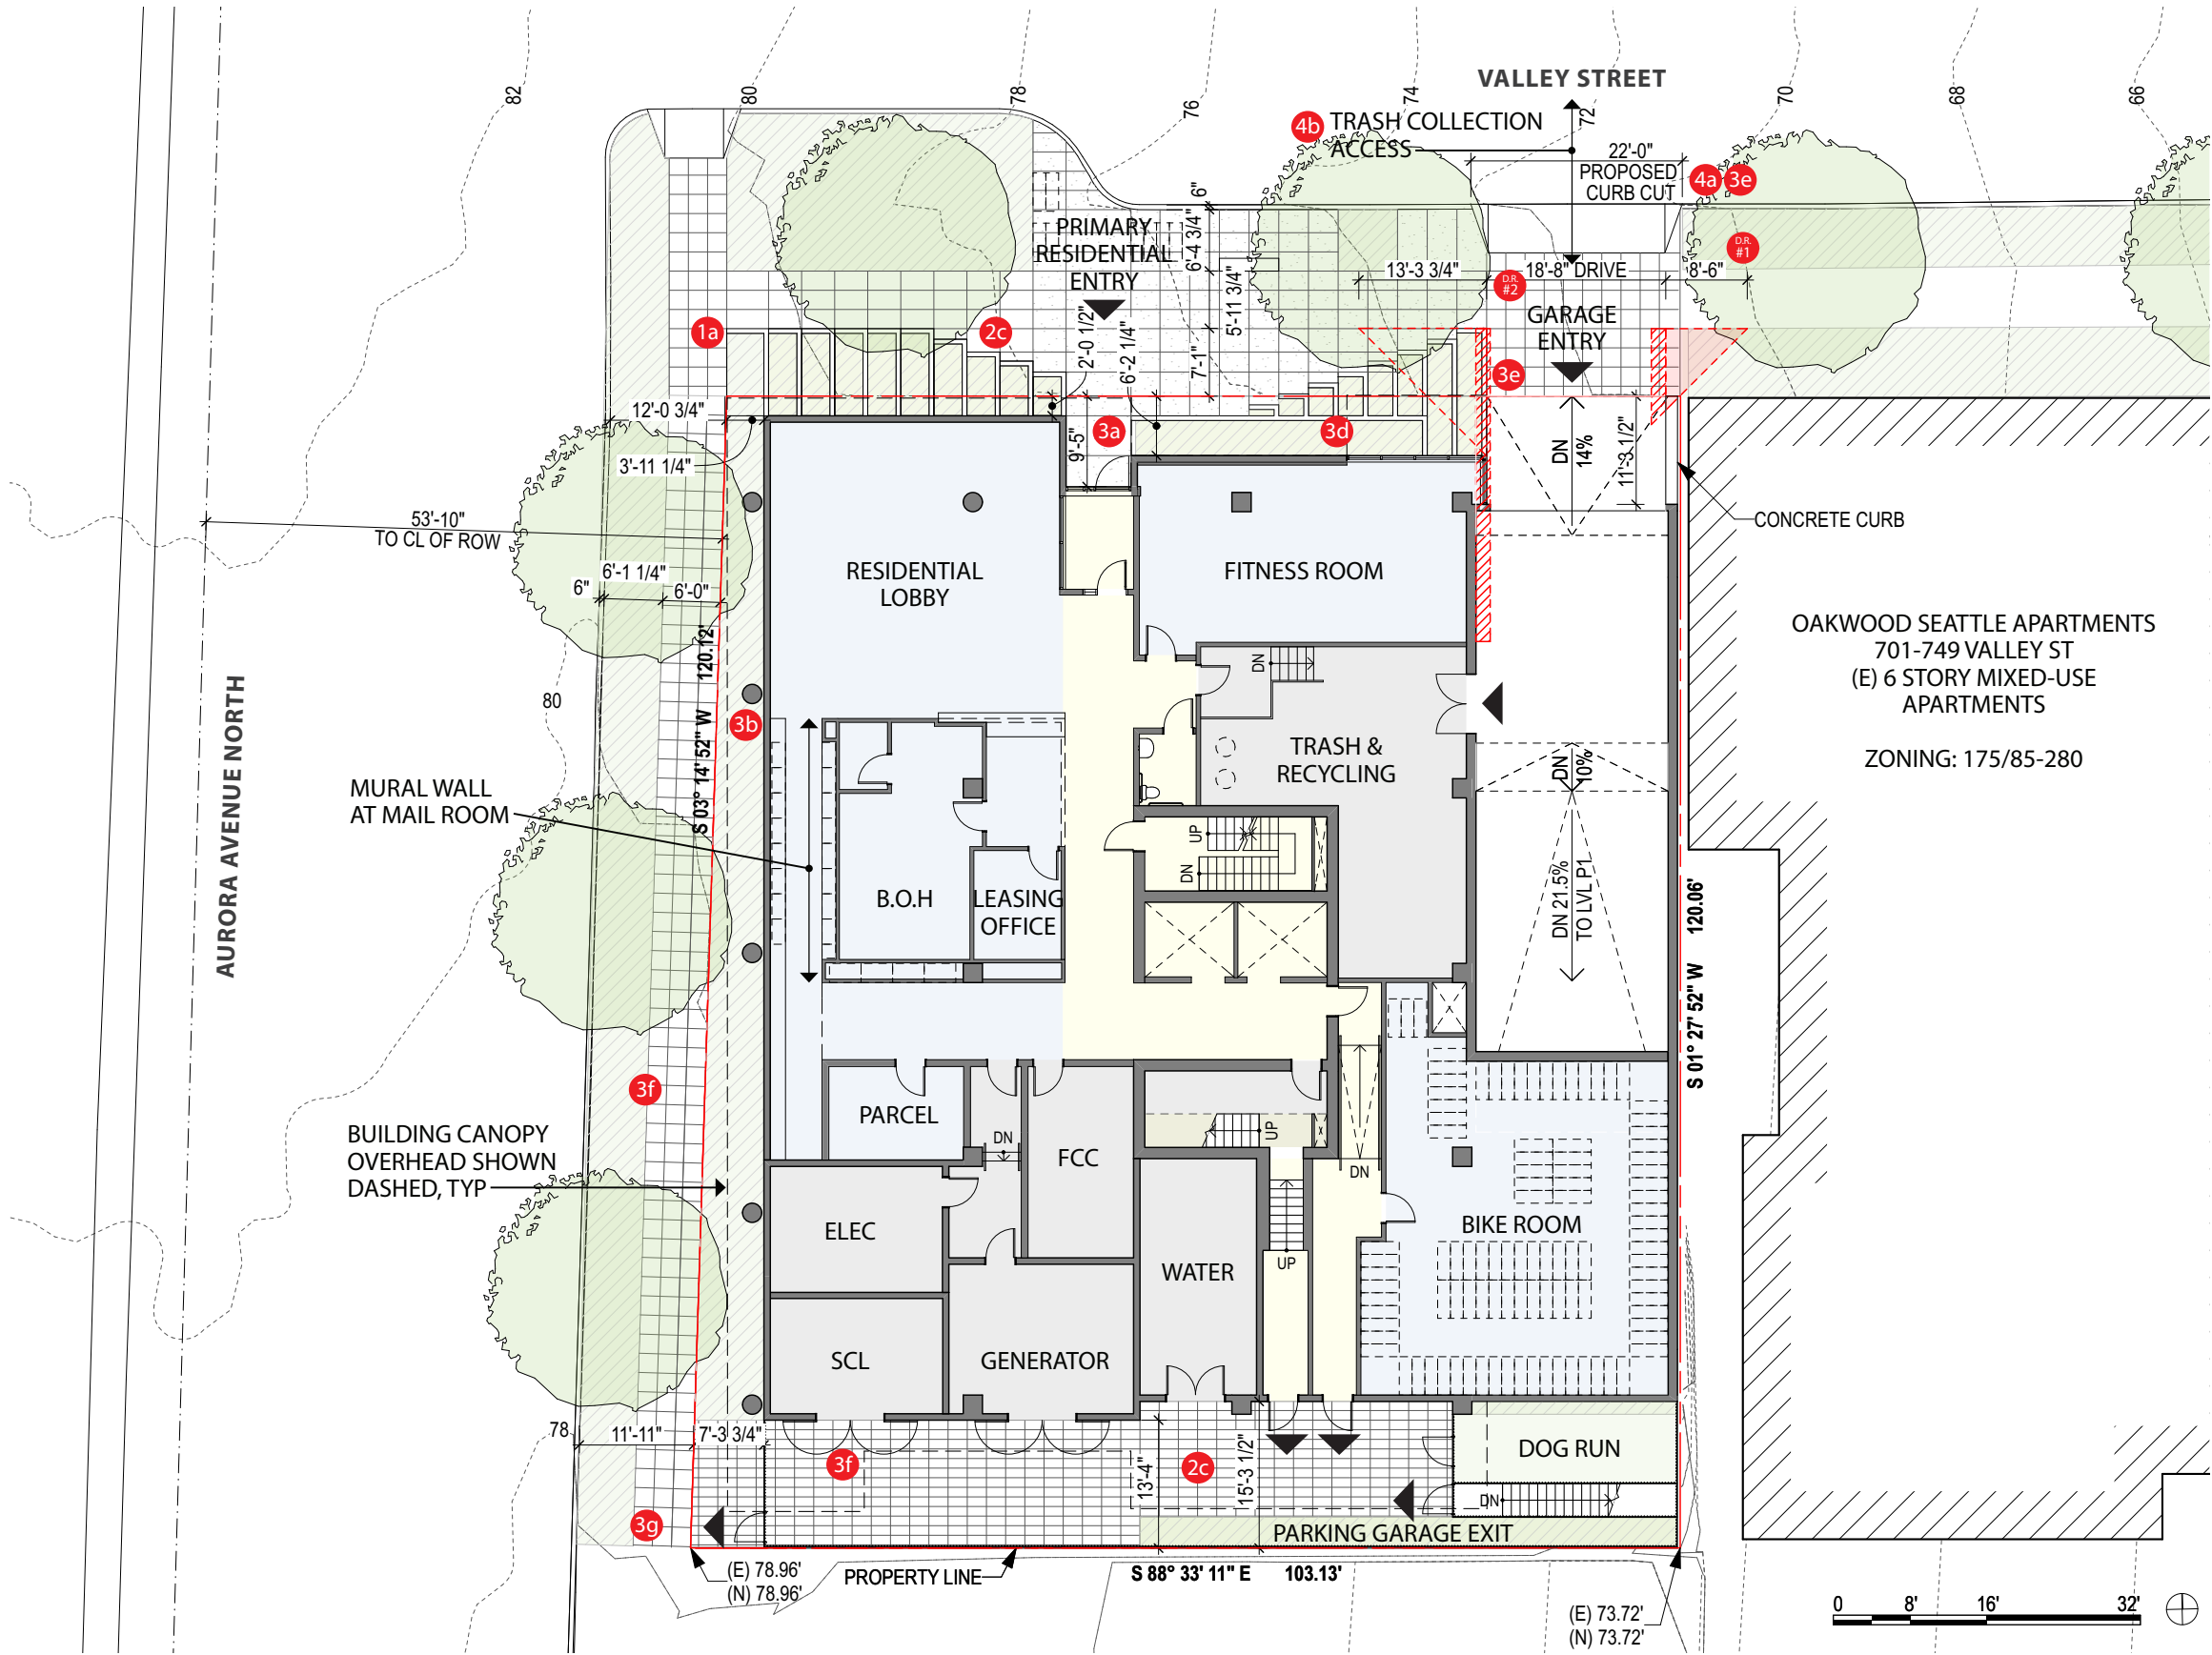 VALLEY STREET
82
80
78
76
74
72
70
68
66
4b
TRASH COLLECTION
ACCESS
22'-0"
PROPOSED
CURB CUT
4a
3e
D.R.
#1
PRIMARY
RESIDENTIAL
ENTRY
6"
6'-4 3/4"
5'-11 3/4"
7'-1"
13'-3 3/4"
18'-8" DRIVE
8'-6"
D.R.
#2
GARAGE
ENTRY
1a
2c
2'-0 1/2"
6'-2 1/4"
3e
12'-0 3/4"
3'-11 1/4"
9'-5"
3a
3d
DN
14%
11'-3 1/2"
CONCRETE CURB
53'-10"
TO CL OF ROW
6"
6'-1 1/4"
6'-0"
RESIDENTIAL
LOBBY
FITNESS ROOM
OAKWOOD SEATTLE APARTMENTS
701-749 VALLEY ST
(E) 6 STORY MIXED-USE
APARTMENTS
ZONING: 175/85-280
AURORA AVENUE NORTH
80
S 03° 14' 52" W 120.12'
3b
DN
TRASH &
RECYCLING
DN
10%
MURAL WALL
AT MAIL ROOM
B.O.H
LEASING
OFFICE
UP
DN
DN 21.5%
TO LVL P1
S 01° 27' 52" W 120.06'
3f
PARCEL
DN
FCC
UP
DN
BUILDING CANOPY
OVERHEAD SHOWN
DASHED, TYP
ELEC
WATER
UP
BIKE ROOM
SCL
GENERATOR
78
11'-11"
7'-3 3/4"
3f
13'-4"
2c
15'-3 1/2"
DOG RUN
DN
3g
PARKING GARAGE EXIT
(E) 78.96'
(N) 78.96'
PROPERTY LINE
S 88° 33' 11" E 103.13'
(E) 73.72'
(N) 73.72'
0 8' 16' 32'